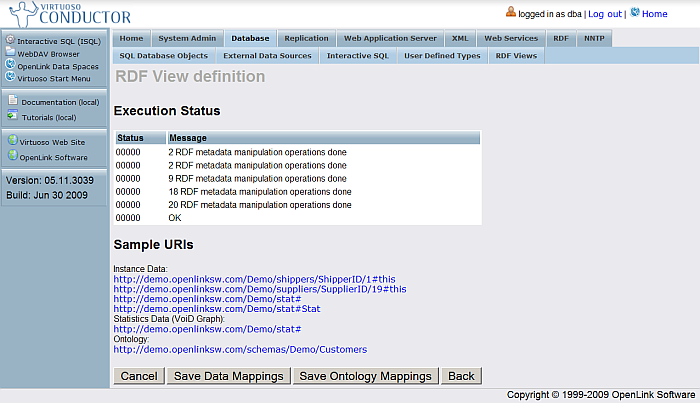 VIRTUOSO
CONDUCTOR
logged in as dba | Log out | Home
Interactive SQL (ISQL)
WebDAV Browser
OpenLink Data Spaces
Virtuoso Start Menu
Documentation (local)
Tutorials (local)
Virtuoso Web Site
OpenLink Software
Version: 05.11.3039
Build: Jun 30 2009
Home System Admin Database Replication Web Application Server XML Web Services RDF NNTP
SQL Database Objects External Data Sources Interactive SQL User Defined Types RDF Views
RDF View definition
Execution Status
Status Message
00000 2 RDF metadata manipulation operations done
00000 2 RDF metadata manipulation operations done
00000 9 RDF metadata manipulation operations done
00000 18 RDF metadata manipulation operations done
00000 20 RDF metadata manipulation operations done
00000 OK
Sample URIs
Instance Data:
http://demo.openlinksw.com/Demo/shippers/ShipperID/1#this
http://demo.openlinksw.com/Demo/suppliers/SupplierID/19#this
http://demo.openlinksw.com/Demo/stat#
http://demo.openlinksw.com/Demo/stat#Stat
Statistics Data (VoiD Graph):
http://demo.openlinksw.com/Demo/stat#
Ontology:
http://demo.openlinksw.com/schemas/Demo/Customers
Cancel Save Data Mappings Save Ontology Mappings Back
Copyright © 1999-2009 OpenLink Software